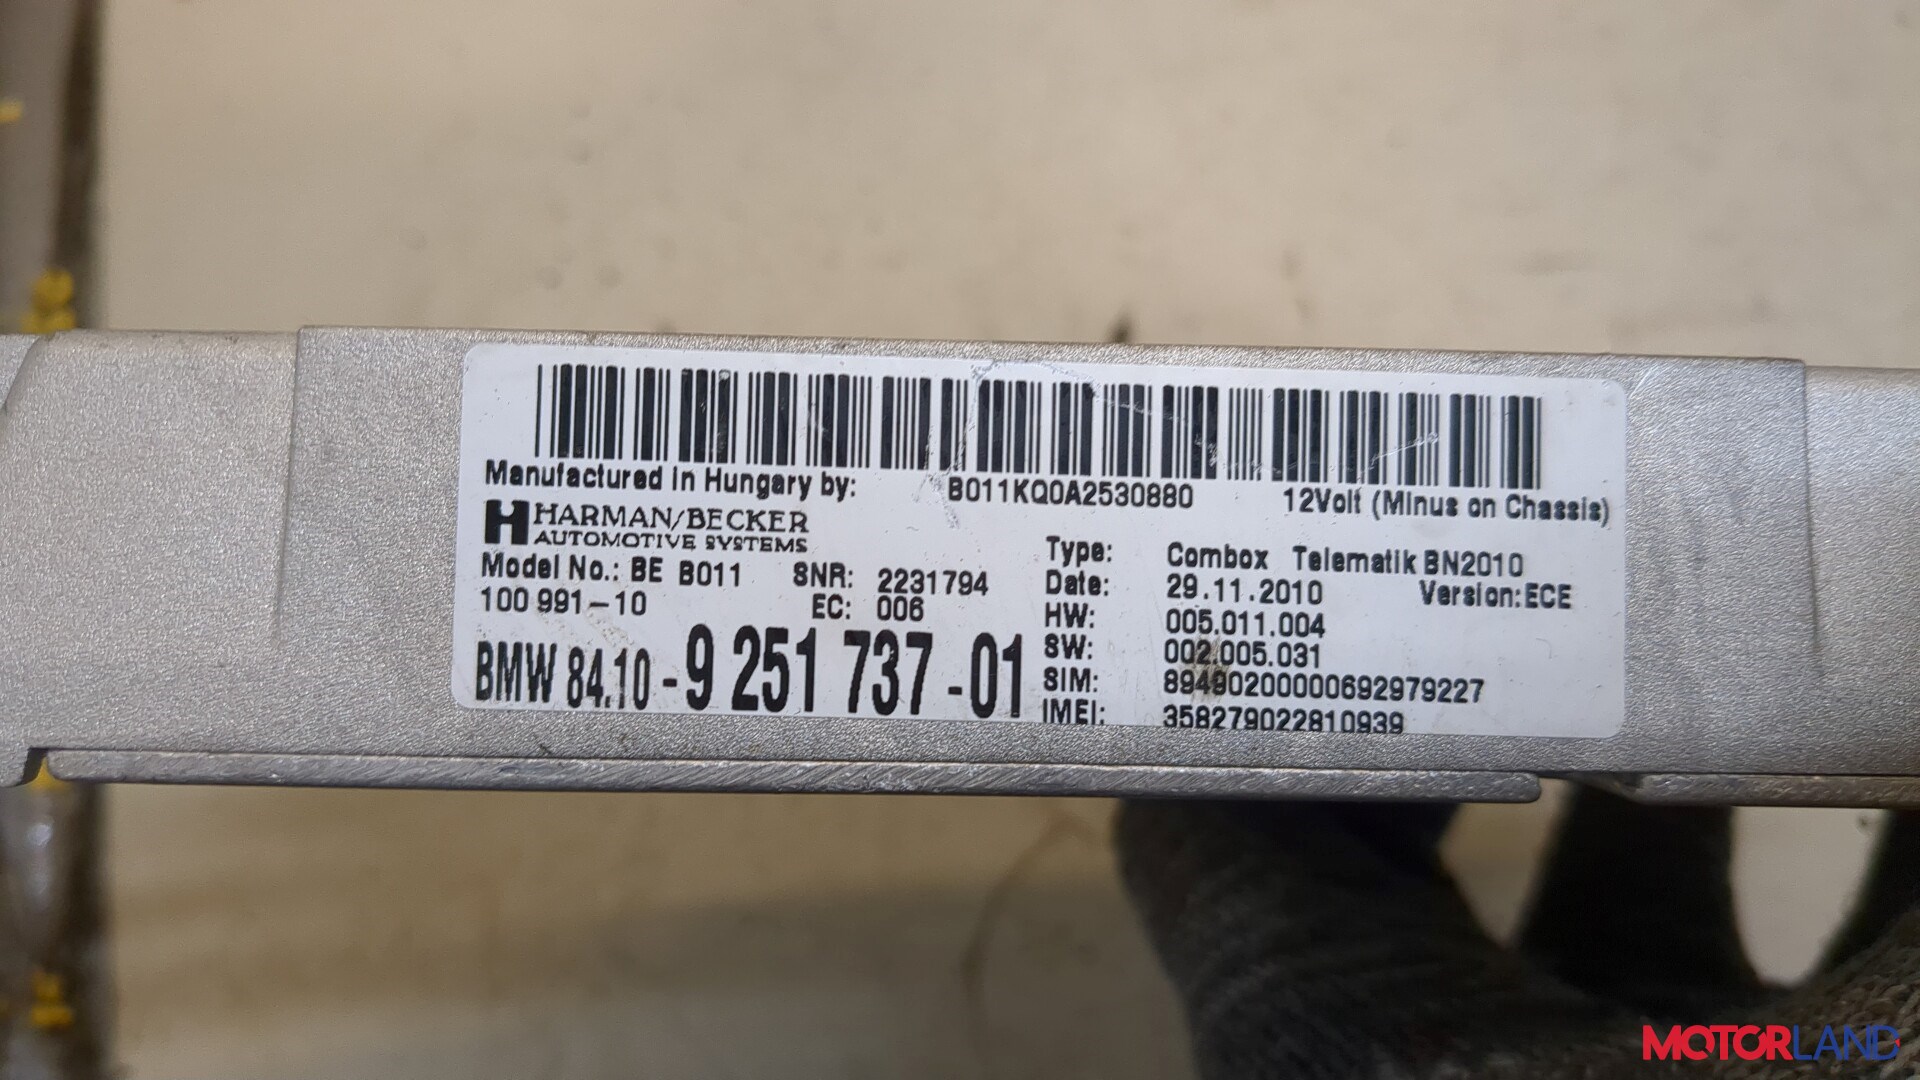 Manufactured in Hungary by: B011KQ0A2530880 12Volt (Minus on Chassis)
HARMAN/BECKER
AUTOMOTIVE SYSTEMS
Model No.: BE B011 SNR: 2231794
100 991-10 EC: 006
BMW 84.10 - 9 251 737 - 01
Type: Combox Telematik BN2010
Date: 29.11.2010 Version:ECE
HW: 005.011.004
SW: 002.005.031
SIM: 89490200000692979227
IMEI: 358279022810939
MOTORLAND